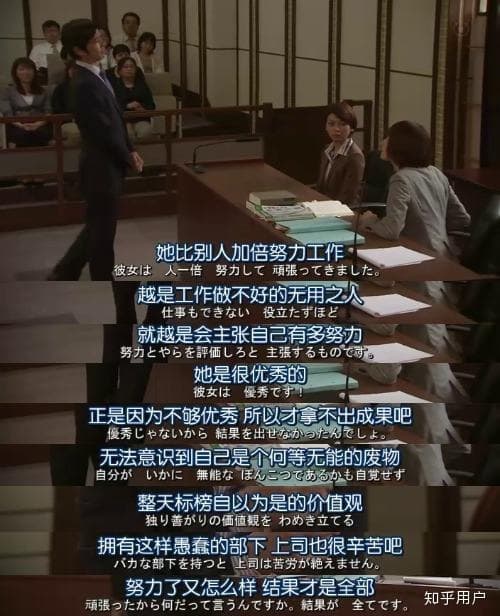 她比别人加倍努力工作
彼女は 人一倍 努力して 頑張ってきました。
越是工作做不好的无用之人
仕事もできない 役立たずほど
就越是会主张自己有多努力
努力とやらを評価しろと 主張するものです。
她是很优秀的
彼女は 優秀です!
正是因为不够优秀 所以才拿不出成果吧
優秀じゃないから 結果を出せなかったんでしょ。
无法意识到自己是个何等无能的废物
自分が いかに 無能な ぽんこつであるかも自覚せず
整天标榜自以为是的价值观
独り善がりの価値観を わめき立てる
拥有这样愚蠢的部下 上司也很辛苦吧
バカな部下を持つと 上司は苦労が絶えません。
努力了又怎么样 结果才是全部
頑張ったから何だって言うんですか。結果が 全てです。
知乎用户